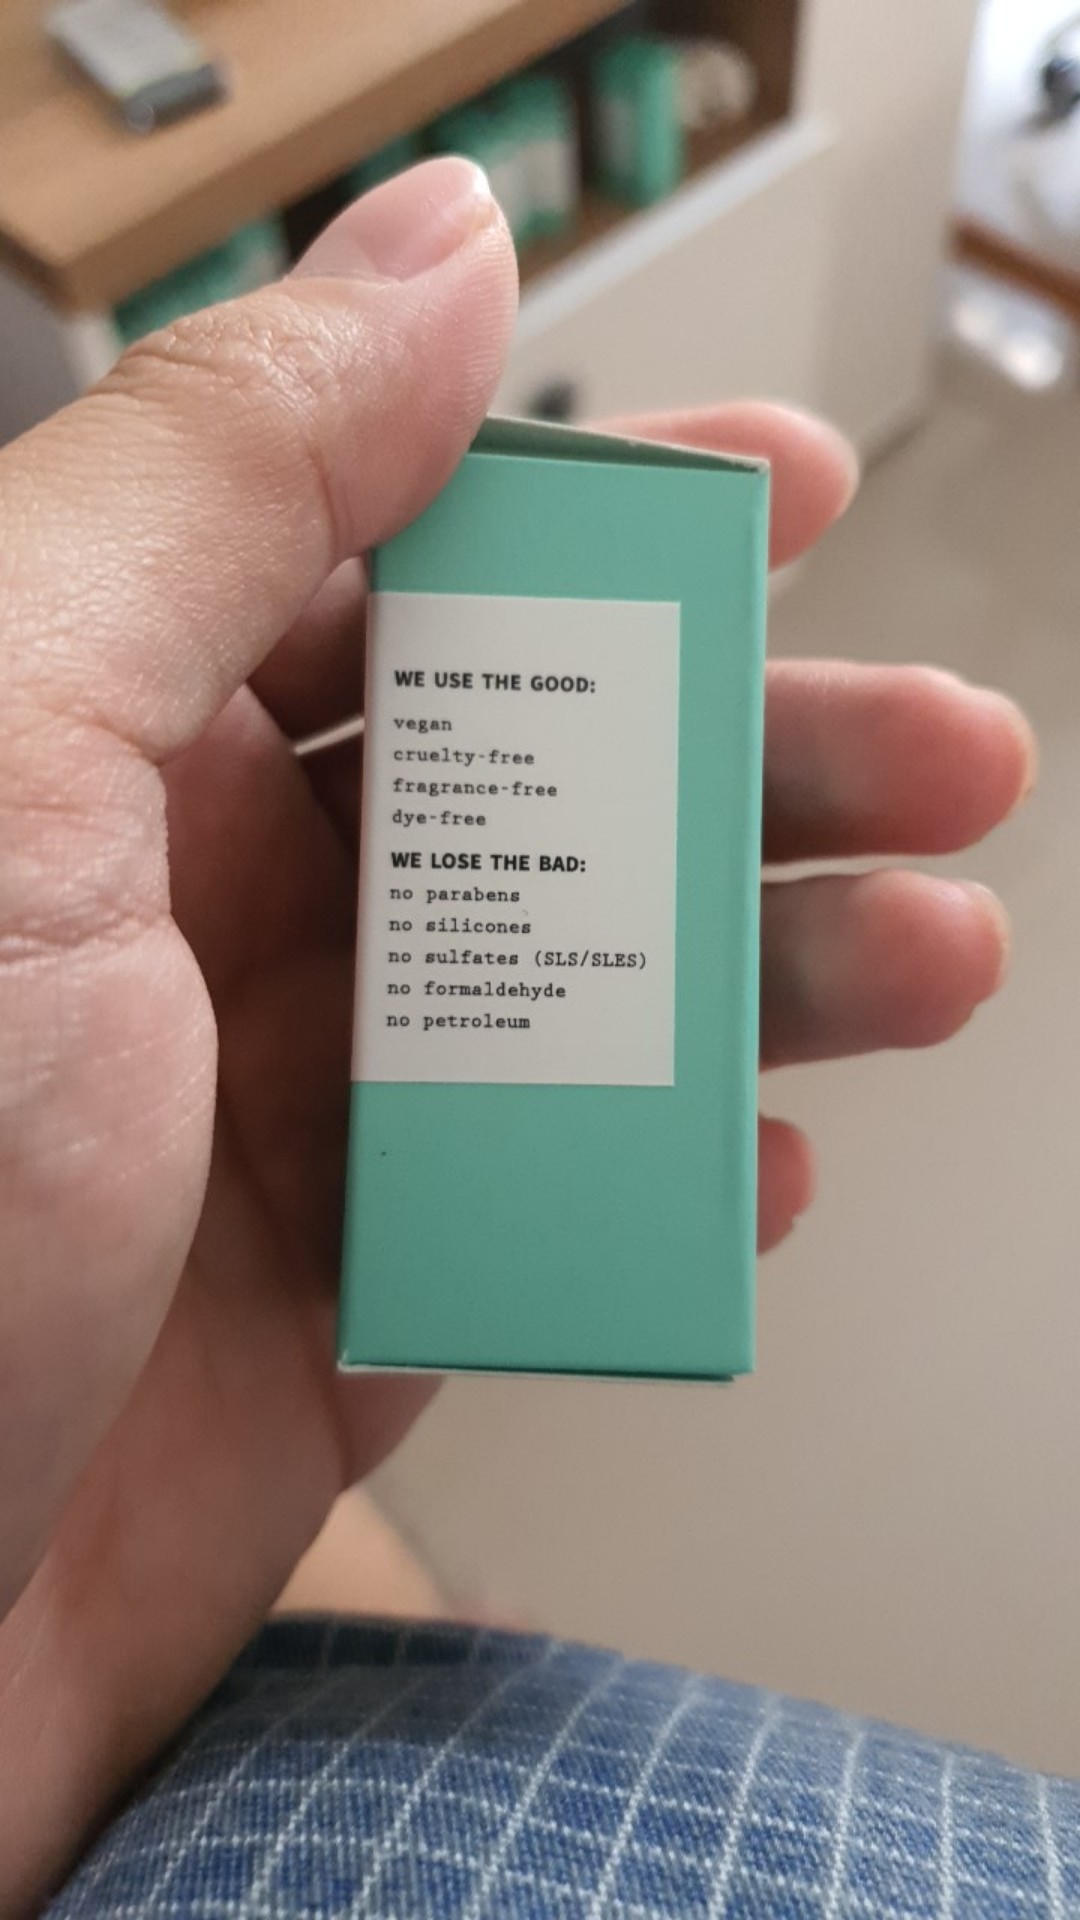 WE USE THE GOOD:
vegan
cruelty-free
fragrance-free
dye-free
WE LOSE THE BAD:
no parabens
no silicones
no sulfates (SLS/SLES)
no formaldehyde
no petroleum